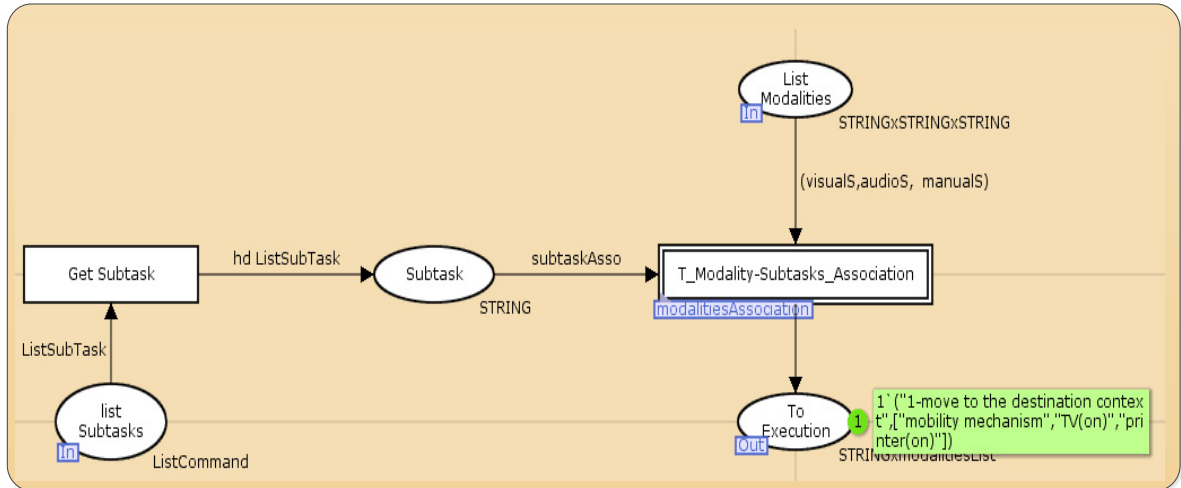 List
Modalities
In
STRINGxSTRINGxSTRING
(visualS,audioS, manualS)
Get Subtask
hd ListSubTask
Subtask
STRING
subtaskAsso
T_Modality-Subtasks_Association
modalitiesAssociation
ListSubTask
list
Subtasks
In
ListCommand
To
Execution
Out
STRINGxmodalitiesList
1
1`("1-move to the destination contex
t",["mobility mechanism","TV(on)","pri
nter(on)"])